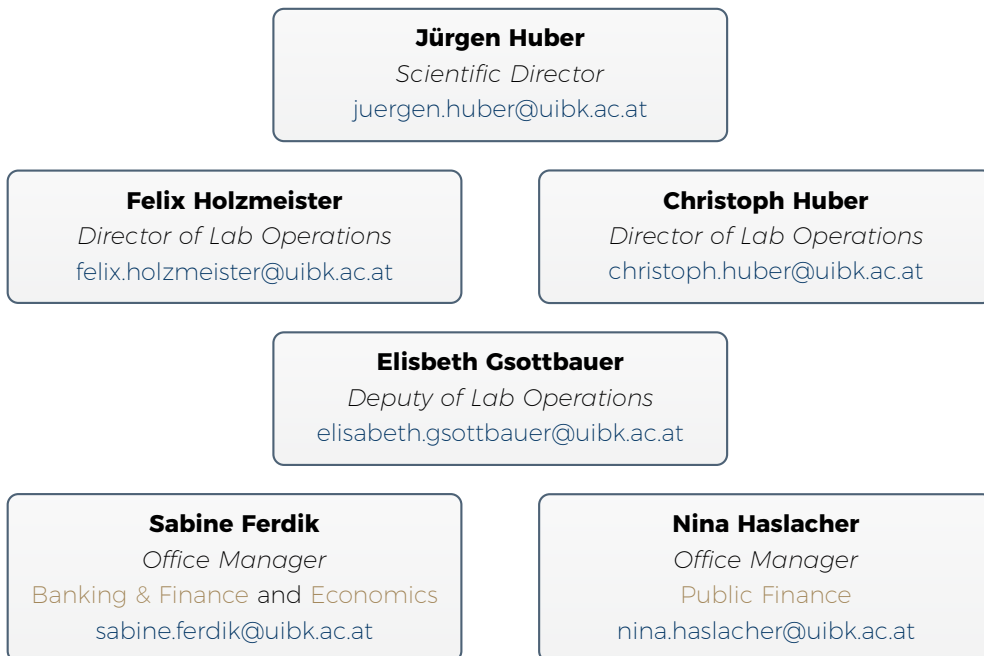 Jürgen Huber
Scientific Director
juergen.huber@uibk.ac.at
Felix Holzmeister
Director of Lab Operations
felix.holzmeister@uibk.ac.at
Christoph Huber
Director of Lab Operations
christoph.huber@uibk.ac.at
Elisbeth Gsottbauer
Deputy of Lab Operations
elisabeth.gsottbauer@uibk.ac.at
Sabine Ferdik
Office Manager
Banking & Finance and Economics
sabine.ferdik@uibk.ac.at
Nina Haslacher
Office Manager
Public Finance
nina.haslacher@uibk.ac.at